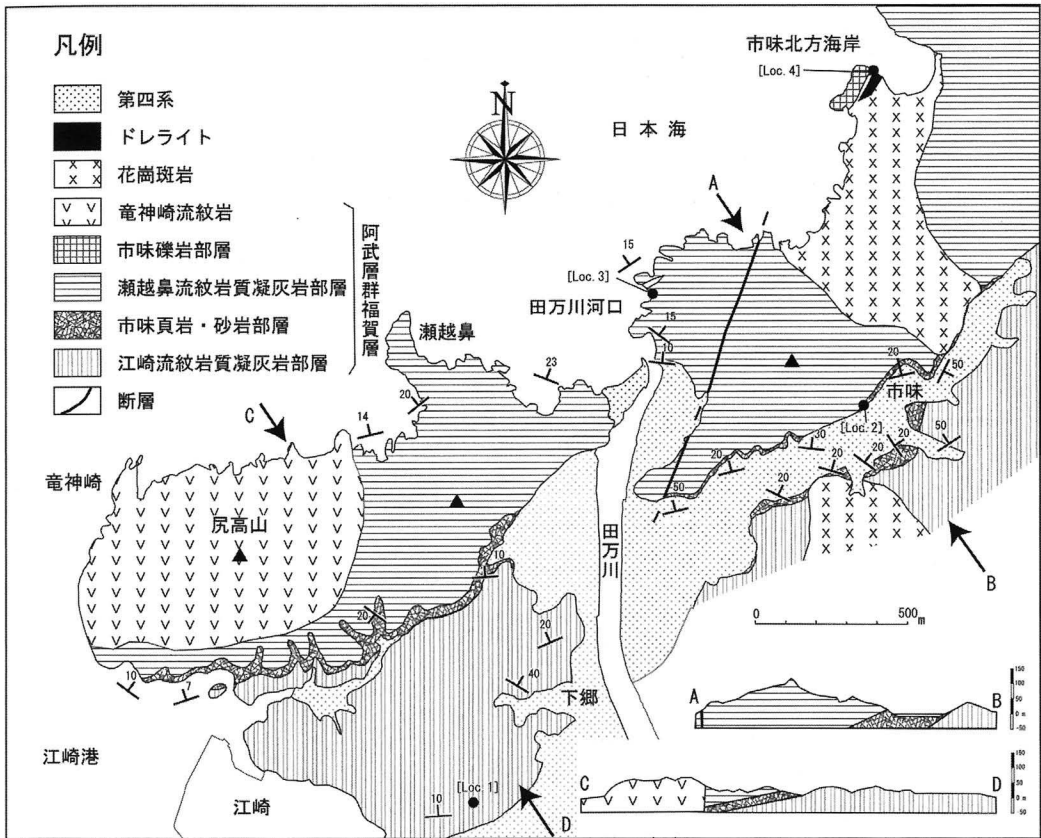 凡例
第四系
ドレライト
花崗斑岩
竜神崎流紋岩
市味礫岩部層
瀬越鼻流紋岩質凝灰岩部層
市味頁岩・砂岩部層
江崎流紋岩質凝灰岩部層
断層
阿武層群福賀層
N
日本海
市味北方海岸
[Loc. 4]
A
15
[Loc. 3]
田万川河口
15
10
瀬越鼻
23
20
14
C
竜神崎
尻高山
20
50
市味
[Loc. 2]
20
50
20
20
30
20
20
50
20
田万川
B
0
500m
10
20
20
40
下郷
10
7
江崎港
江崎
[Loc. 1]
10
D
A
B
150
100
50
0 m
-50
C
D
150
100
50
0 m
-50